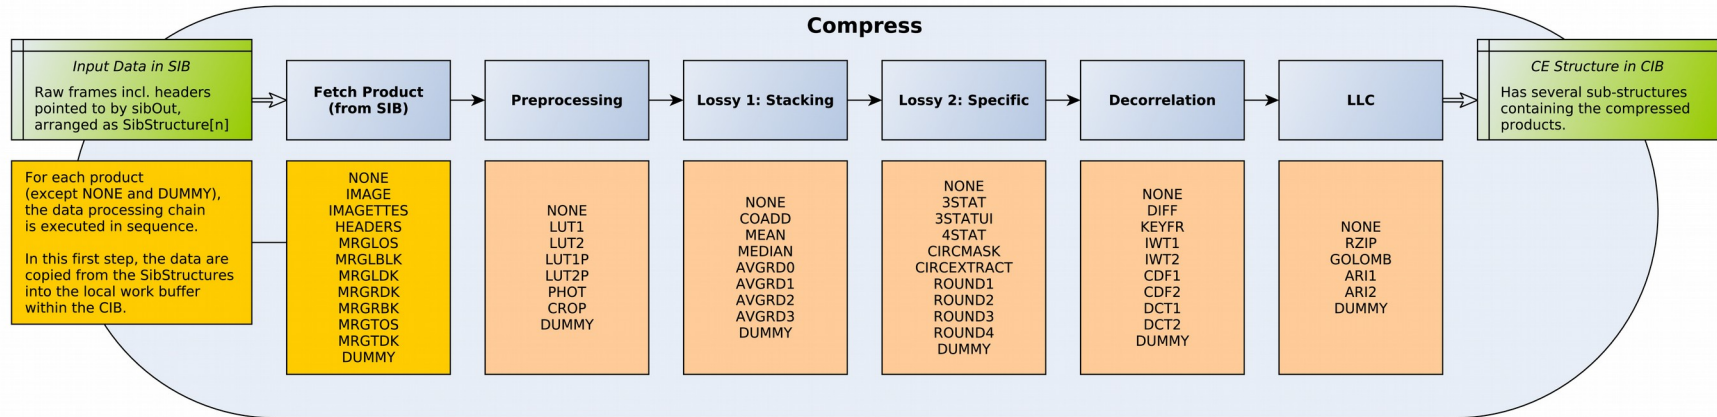 Compress
Input Data in SIB
Raw frames incl. headers
pointed to by sibOut,
arranged as SibStructure[n]
Fetch Product
(from SIB)
Preprocessing
Lossy 1: Stacking
Lossy 2: Specific
Decorrelation
LLC
CE Structure in CIB
Has several sub-structures
containing the compressed
products.
For each product
(except NONE and DUMMY),
the data processing chain
is executed in sequence.
In this first step, the data are
copied from the SibStructures
into the local work buffer
within the CIB.
NONE
IMAGE
IMAGETTES
HEADERS
MRGLOS
MRGLBLK
MRGLDK
MRGRDK
MRGRBK
MRGTOS
MRGTDK
DUMMY
NONE
LUT1
LUT2
LUT1P
LUT2P
PHOT
CROP
DUMMY
NONE
COADD
MEAN
MEDIAN
AVGRD0
AVGRD1
AVGRD2
AVGRD3
DUMMY
NONE
3STAT
3STATUI
4STAT
CIRCMASK
CIRCEXTRACT
ROUND1
ROUND2
ROUND3
ROUND4
DUMMY
NONE
DIFF
KEYFR
IWT1
IWT2
CDF1
CDF2
DCT1
DCT2
DUMMY
NONE
RZIP
GOLOMB
ARI1
ARI2
DUMMY